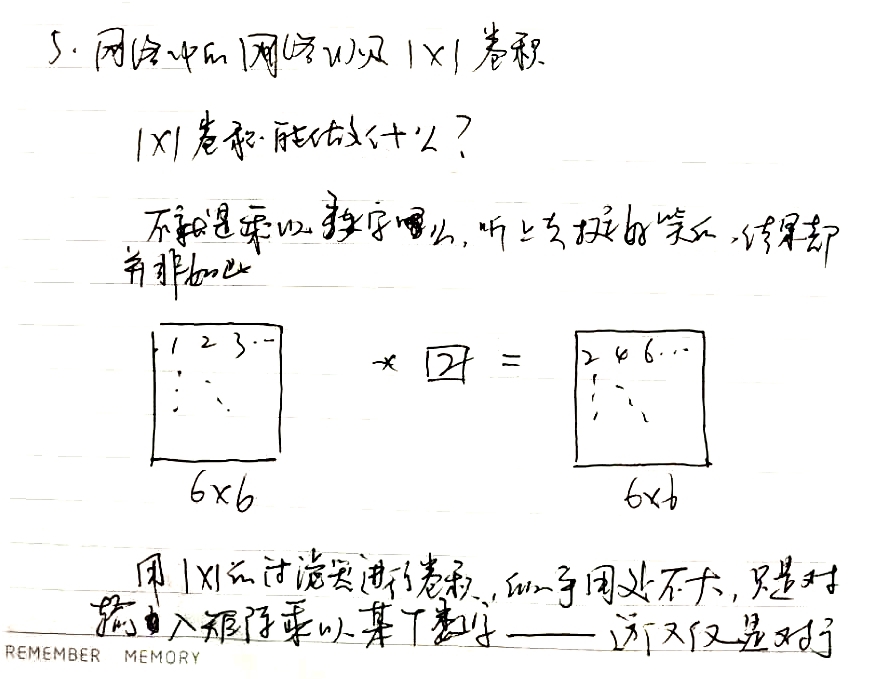 5. 网络中的网络以及 1×1 卷积
1×1 卷积能做什么？
不就是乘以数字么,听上去挺好笑的,结果却
并非如此
1 2 3 ... * 2 = 2 4 6 ...
6×6 6×6
用 1×1 的过滤器进行卷积,似乎用处不大,只是对
输入矩阵乘以某个数字——这仅仅是对于
REMEMBER MEMORY